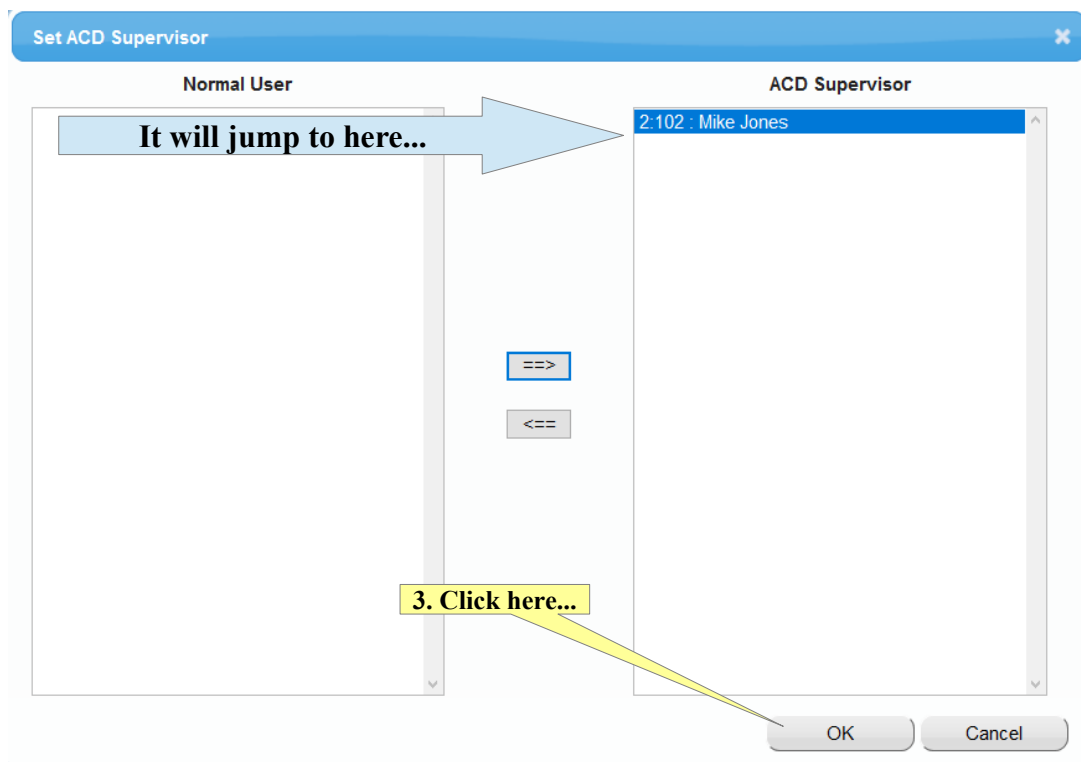 Set ACD Supervisor
Normal User
ACD Supervisor
It will jump to here...
2:102 : Mike Jones
==>
<==
3. Click here...
OK
Cancel